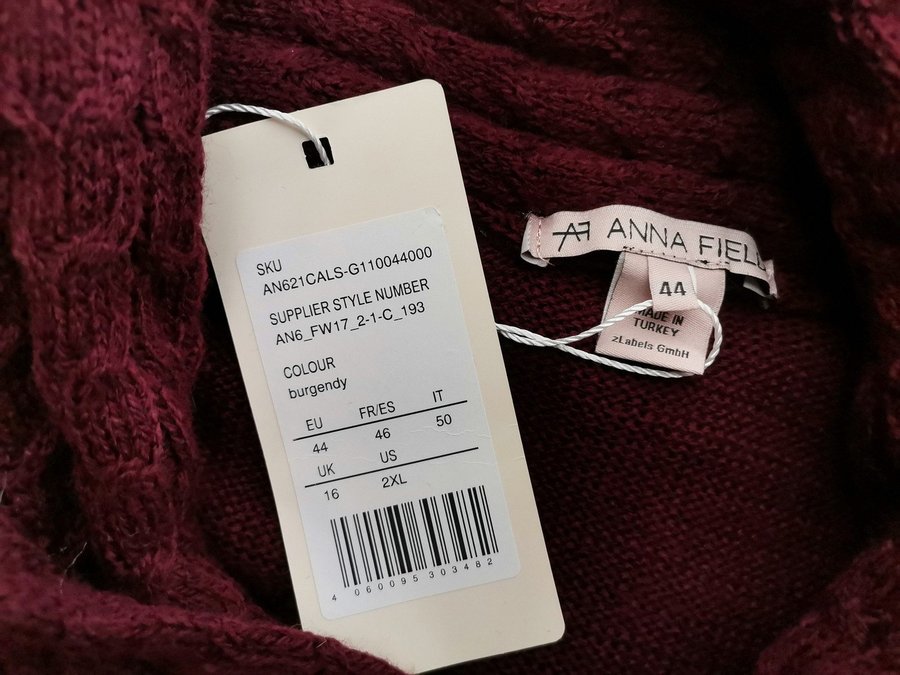 SKU
AN621CALS-G110044000
SUPPLIER STYLE NUMBER
AN6_FW17_2-1-C_193
COLOUR
burgendy
EU FR/ES IT
44 46 50
UK US
16 2XL
4 060095 303482
AF ANNA FIELD
44
MADE IN
TURKEY
zLabels GmbH